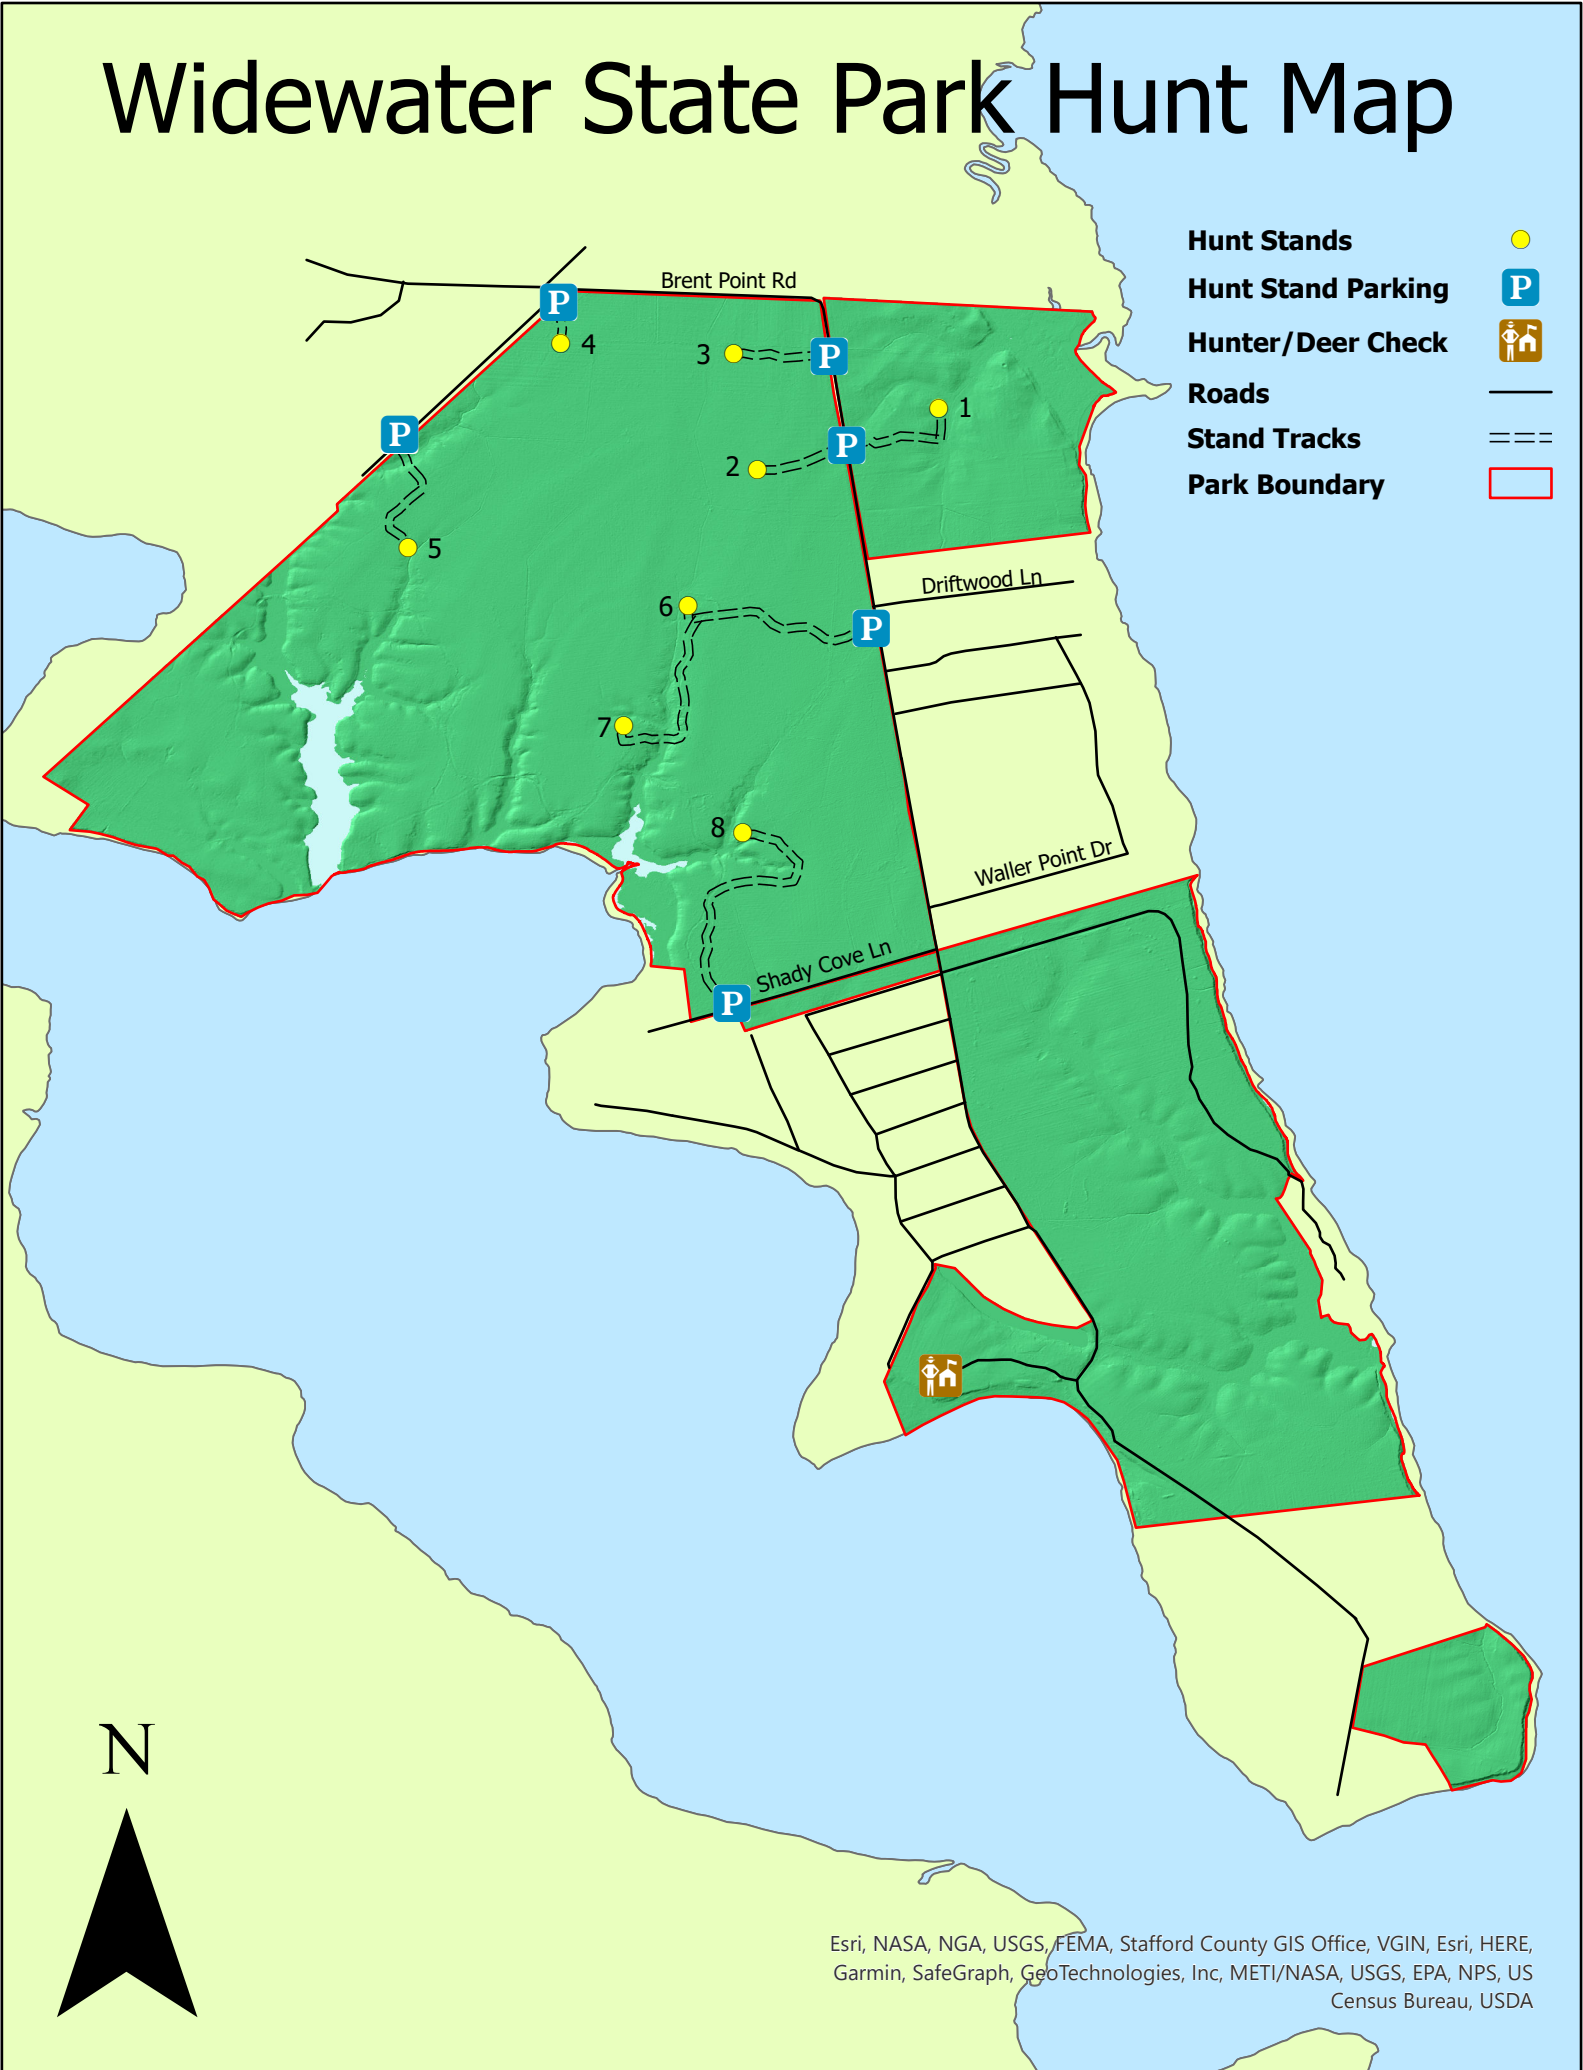 Widewater State Park Hunt Map
Hunt Stands
Hunt Stand Parking
P
Hunter/Deer Check
Roads
Stand Tracks
Park Boundary
Brent Point Rd
P
4
3
P
1
P
P
2
5
6
Driftwood Ln
P
7
8
Waller Point Dr
Shady Cove Ln
P
N
Esri, NASA, NGA, USGS, FEMA, Stafford County GIS Office, VGIN, Esri, HERE,
Garmin, SafeGraph, GeoTechnologies, Inc, METI/NASA, USGS, EPA, NPS, US
Census Bureau, USDA